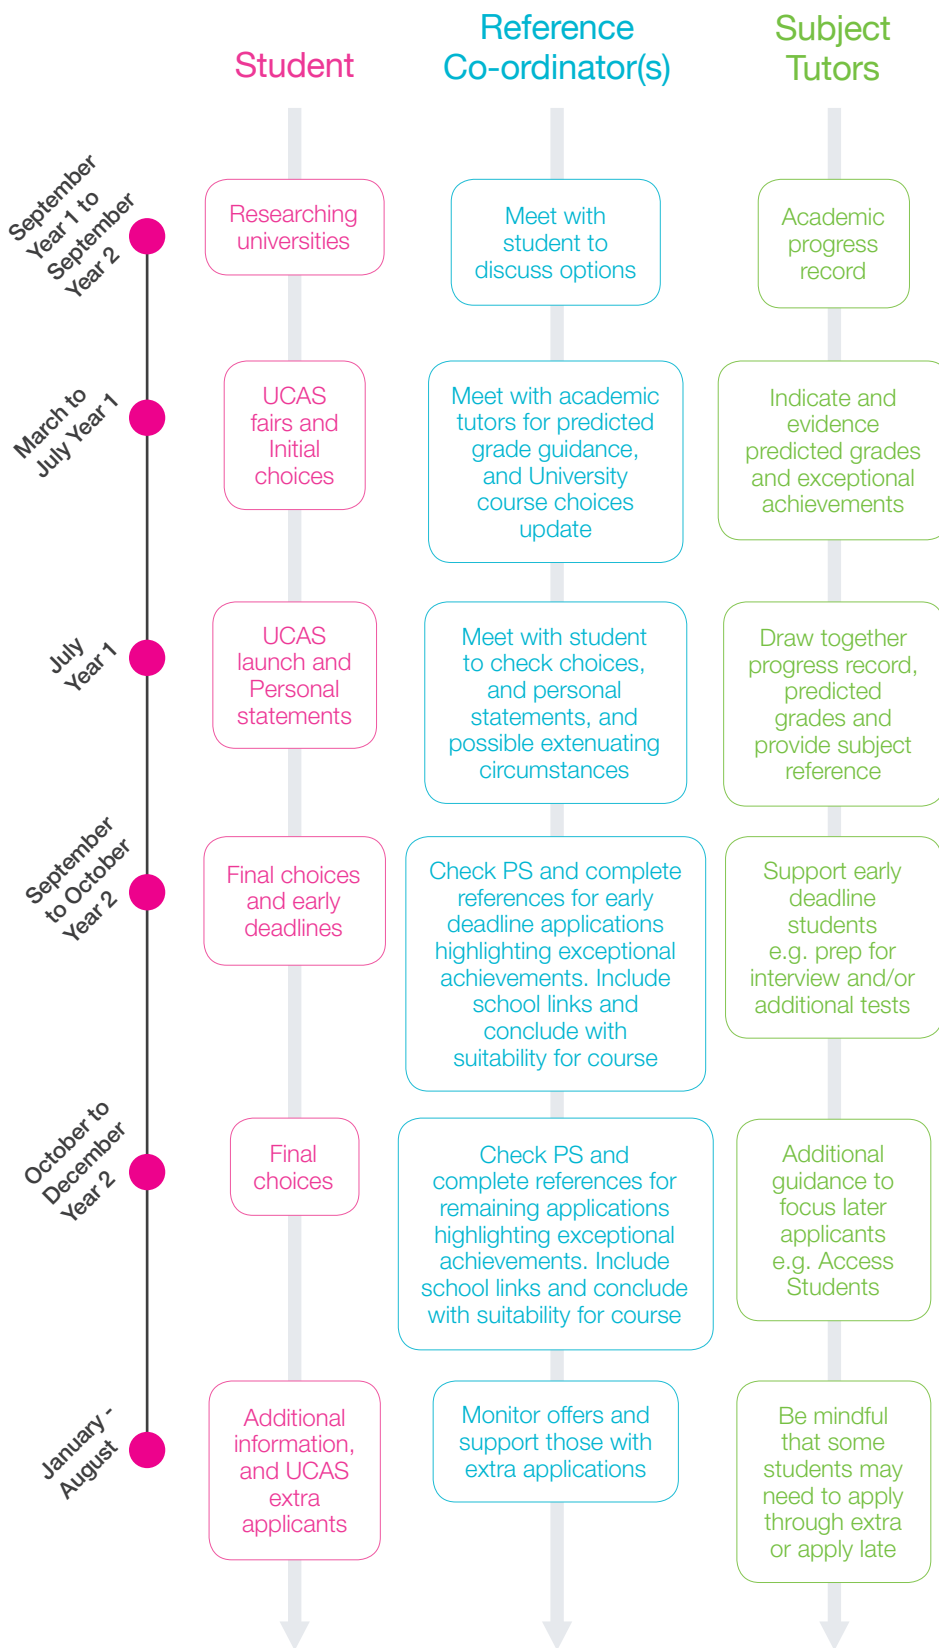 Student
Reference
Co-ordinator(s)
Subject
Tutors
September
Year 1 to
September
Year 2
Researching
universities
Meet with
student to
discuss options
Academic
progress
record
March to
July Year 1
UCAS
fairs and
Initial
choices
Meet with academic
tutors for predicted
grade guidance,
and University
course choices
update
Indicate and
evidence
predicted grades
and exceptional
achievements
July
Year 1
UCAS
launch and
Personal
statements
Meet with student
to check choices,
and personal
statements, and
possible extenuating
circumstances
Draw together
progress record,
predicted
grades and
provide subject
reference
September
to October
Year 2
Final choices
and early
deadlines
Check PS and complete
references for early
deadline applications
highlighting exceptional
achievements. Include
school links and
conclude with
suitability for course
Support early
deadline
students
e.g. prep for
interview and/or
additional tests
October to
December
Year 2
Final
choices
Check PS and
complete references for
remaining applications
highlighting exceptional
achievements. Include
school links and conclude
with suitability for course
Additional
guidance to
focus later
applicants
e.g. Access
Students
January -
August
Additional
information,
and UCAS
extra
applicants
Monitor offers and
support those with
extra applications
Be mindful
that some
students may
need to apply
through extra
or apply late